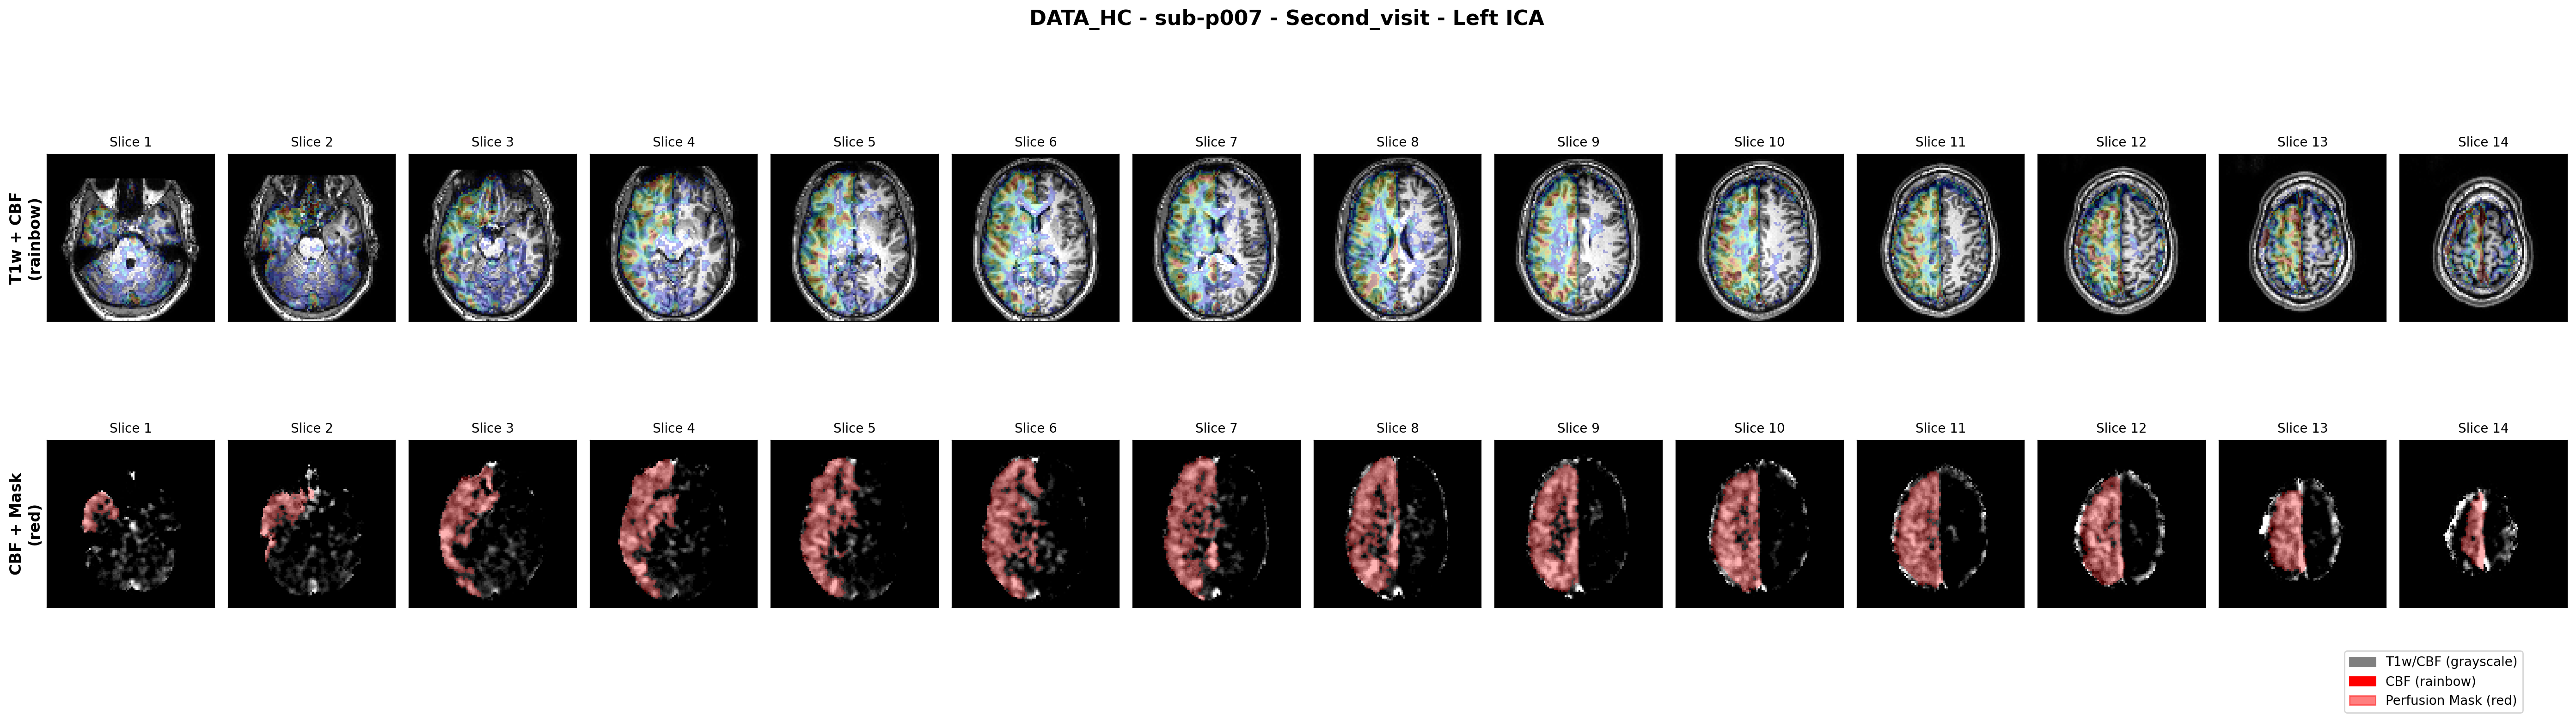 DATA_HC - sub-p007 - Second_visit - Left ICA
T1w + CBF
(rainbow)
Slice 1
Slice 2
Slice 3
Slice 4
Slice 5
Slice 6
Slice 7
Slice 8
Slice 9
Slice 10
Slice 11
Slice 12
Slice 13
Slice 14
CBF + Mask
(red)
Slice 1
Slice 2
Slice 3
Slice 4
Slice 5
Slice 6
Slice 7
Slice 8
Slice 9
Slice 10
Slice 11
Slice 12
Slice 13
Slice 14
T1w/CBF (grayscale)
CBF (rainbow)
Perfusion Mask (red)